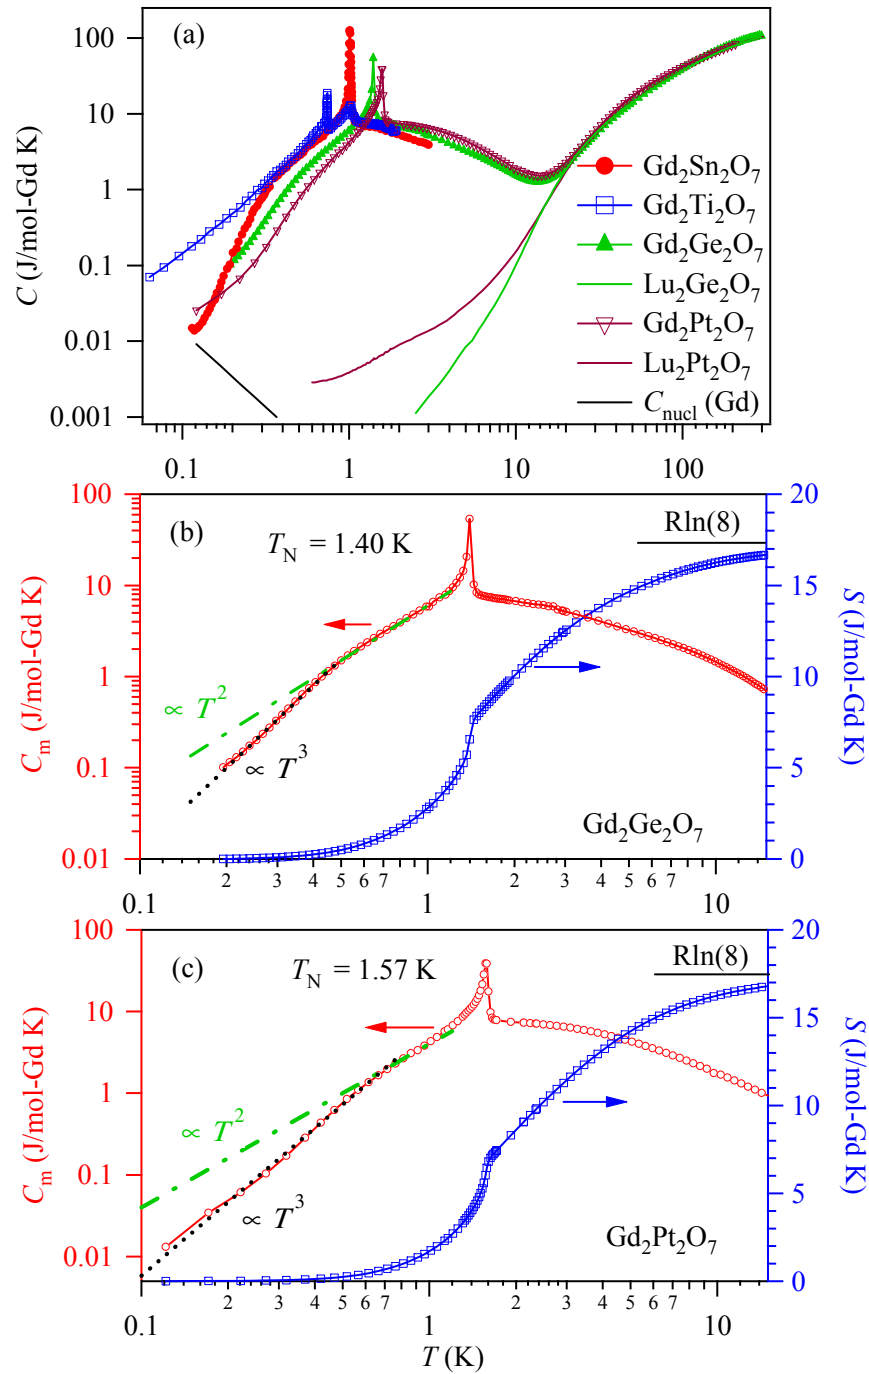 (a)
100
10
1
0.1
0.01
0.001
C (J/mol-Gd K)
Gd₂Sn₂O₇
Gd₂Ti₂O₇
Gd₂Ge₂O₇
Lu₂Ge₂O₇
Gd₂Pt₂O₇
Lu₂Pt₂O₇
C_nucl (Gd)
0.1 1 10 100
(b)
T_N = 1.40 K
Rln(8)
100
10
1
0.1
0.01
C_m (J/mol-Gd K)
20
15
10
5
0
S (J/mol-Gd K)
∝ T²
∝ T³
Gd₂Ge₂O₇
2 3 4 5 6 7 2 3 4 5 6 7
0.1 1 10
(c)
T_N = 1.57 K
Rln(8)
100
10
1
0.1
0.01
C_m (J/mol-Gd K)
20
15
10
5
0
S (J/mol-Gd K)
∝ T²
∝ T³
Gd₂Pt₂O₇
2 3 4 5 6 7 2 3 4 5 6 7
0.1 1 10
T (K)